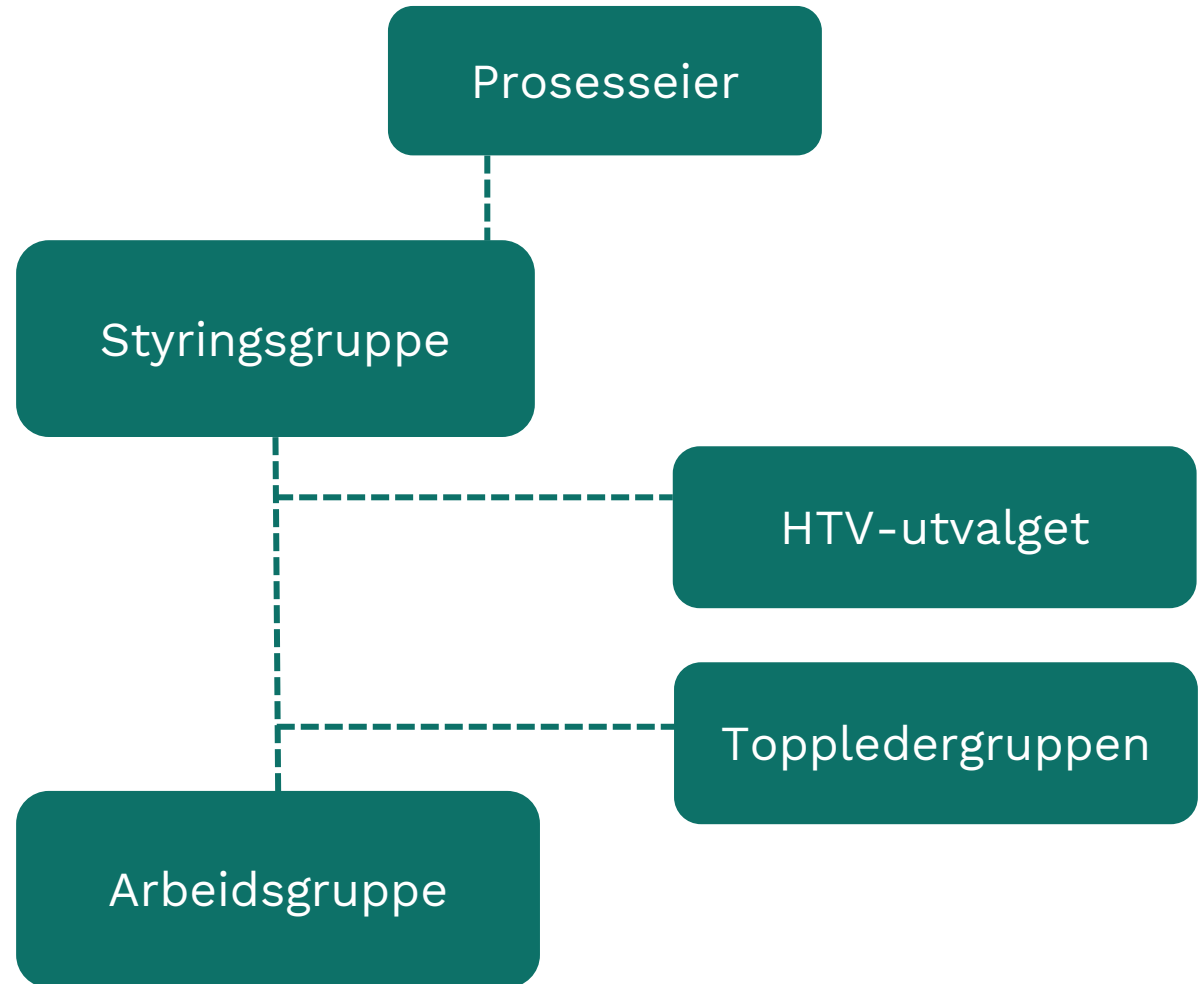 Prosesseier
Styringsgruppe
HTV-utvalget
Toppledergruppen
Arbeidsgruppe